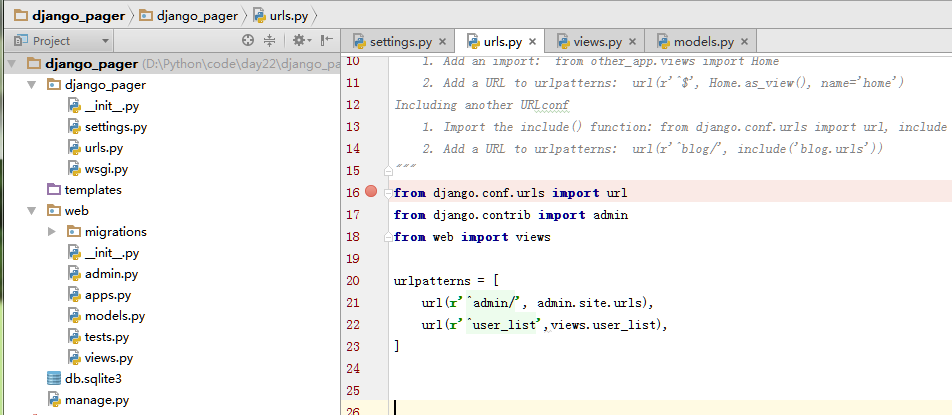 django_pager django_pager urls.py
Project
settings.py urls.py views.py models.py
django_pager (D:\Python\code\day22\django_pa
django_pager
__init__.py
settings.py
urls.py
wsgi.py
templates
web
migrations
__init__.py
admin.py
apps.py
models.py
tests.py
views.py
db.sqlite3
manage.py
10 1. Add an import:  from other_app.views import Home
11 2. Add a URL to urlpatterns:  url(r'^$', Home.as_view(), name='home')
12 Including another URLconf
13 1. Import the include() function: from django.conf.urls import url, include
14 2. Add a URL to urlpatterns:  url(r'^blog/', include('blog.urls'))
15 """
16 from django.conf.urls import url
17 from django.contrib import admin
18 from web import views
19
20 urlpatterns = [
21 url(r'^admin/', admin.site.urls),
22 url(r'^user_list',views.user_list),
23 ]
24
25
26